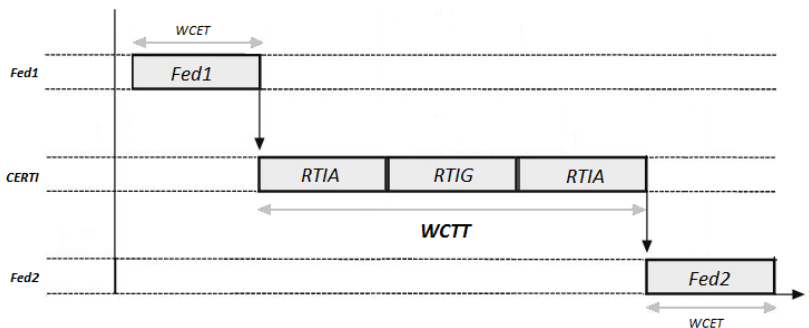 WCET
Fed1
Fed1
CERTI
RTIA
RTIG
RTIA
WCTT
Fed2
Fed2
WCET